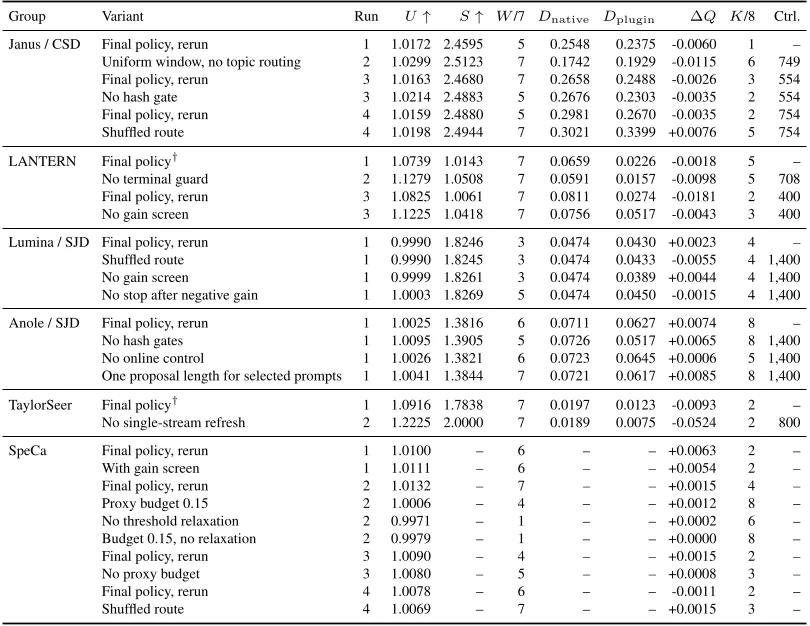 Group Variant Run U ↑ S ↑ W/7 D_native D_plugin ΔQ K/8 Ctrl.
Janus / CSD Final policy, rerun 1 1.0172 2.4595 5 0.2548 0.2375 -0.0060 1 –
Uniform window, no topic routing 2 1.0299 2.5123 7 0.1742 0.1929 -0.0115 6 749
Final policy, rerun 3 1.0163 2.4680 7 0.2658 0.2488 -0.0026 3 554
No hash gate 3 1.0214 2.4883 5 0.2676 0.2303 -0.0035 2 554
Final policy, rerun 4 1.0159 2.4880 5 0.2981 0.2670 -0.0035 2 754
Shuffled route 4 1.0198 2.4944 7 0.3021 0.3399 +0.0076 5 754
LANTERN Final policy† 1 1.0739 1.0143 7 0.0659 0.0226 -0.0018 5 –
No terminal guard 2 1.1279 1.0508 7 0.0591 0.0157 -0.0098 5 708
Final policy, rerun 3 1.0825 1.0061 7 0.0811 0.0274 -0.0181 2 400
No gain screen 3 1.1225 1.0418 7 0.0756 0.0517 -0.0043 3 400
Lumina / SJD Final policy, rerun 1 0.9990 1.8246 3 0.0474 0.0430 +0.0023 4 –
Shuffled route 1 0.9990 1.8245 3 0.0474 0.0433 -0.0055 4 1,400
No gain screen 1 0.9999 1.8261 3 0.0474 0.0389 +0.0044 4 1,400
No stop after negative gain 1 1.0003 1.8269 5 0.0474 0.0450 -0.0015 4 1,400
Anole / SJD Final policy, rerun 1 1.0025 1.3816 6 0.0711 0.0627 +0.0074 8 –
No hash gates 1 1.0095 1.3905 5 0.0726 0.0517 +0.0065 8 1,400
No online control 1 1.0026 1.3821 6 0.0723 0.0645 +0.0006 5 1,400
One proposal length for selected prompts 1 1.0041 1.3844 7 0.0721 0.0617 +0.0085 8 1,400
TaylorSeer Final policy† 1 1.0916 1.7838 7 0.0197 0.0123 -0.0093 2 –
No single-stream refresh 2 1.2225 2.0000 7 0.0189 0.0075 -0.0524 2 800
SpeCa Final policy, rerun 1 1.0100 – 6 – – +0.0063 2 –
With gain screen 1 1.0111 – 6 – – +0.0054 2 –
Final policy, rerun 2 1.0132 – 7 – – +0.0015 4 –
Proxy budget 0.15 2 1.0006 – 4 – – +0.0012 8 –
No threshold relaxation 2 0.9971 – 1 – – +0.0002 6 –
Budget 0.15, no relaxation 2 0.9979 – 1 – – +0.0000 8 –
Final policy, rerun 3 1.0090 – 4 – – +0.0015 2 –
No proxy budget 3 1.0080 – 5 – – +0.0008 3 –
Final policy, rerun 4 1.0078 – 6 – – -0.0011 2 –
Shuffled route 4 1.0069 – 7 – – +0.0015 3 –